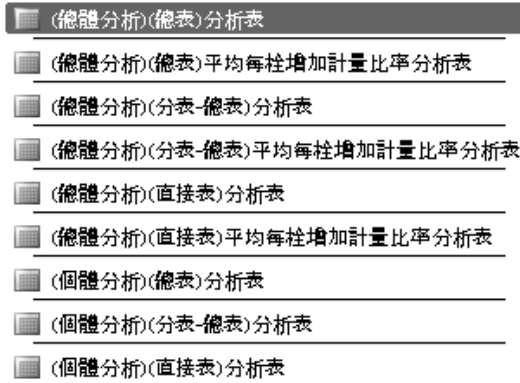 (總體分析)(總表)分析表
(總體分析)(總表)平均每栓增加計量比率分析表
(總體分析)(分表-總表)分析表
(總體分析)(分表-總表)平均每栓增加計量比率分析表
(總體分析)(直接表)分析表
(總體分析)(直接表)平均每栓增加計量比率分析表
(個體分析)(總表)分析表
(個體分析)(分表-總表)分析表
(個體分析)(直接表)分析表